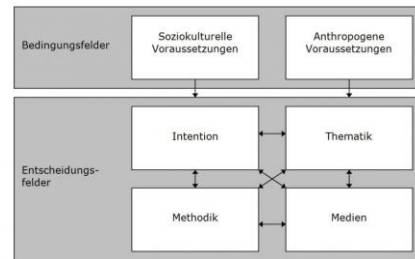 Bedingungsfelder
Soziokulturelle
Voraussetzungen
Anthropogene
Voraussetzungen
Entscheidungs-
felder
Intention
Thematik
Methodik
Medien